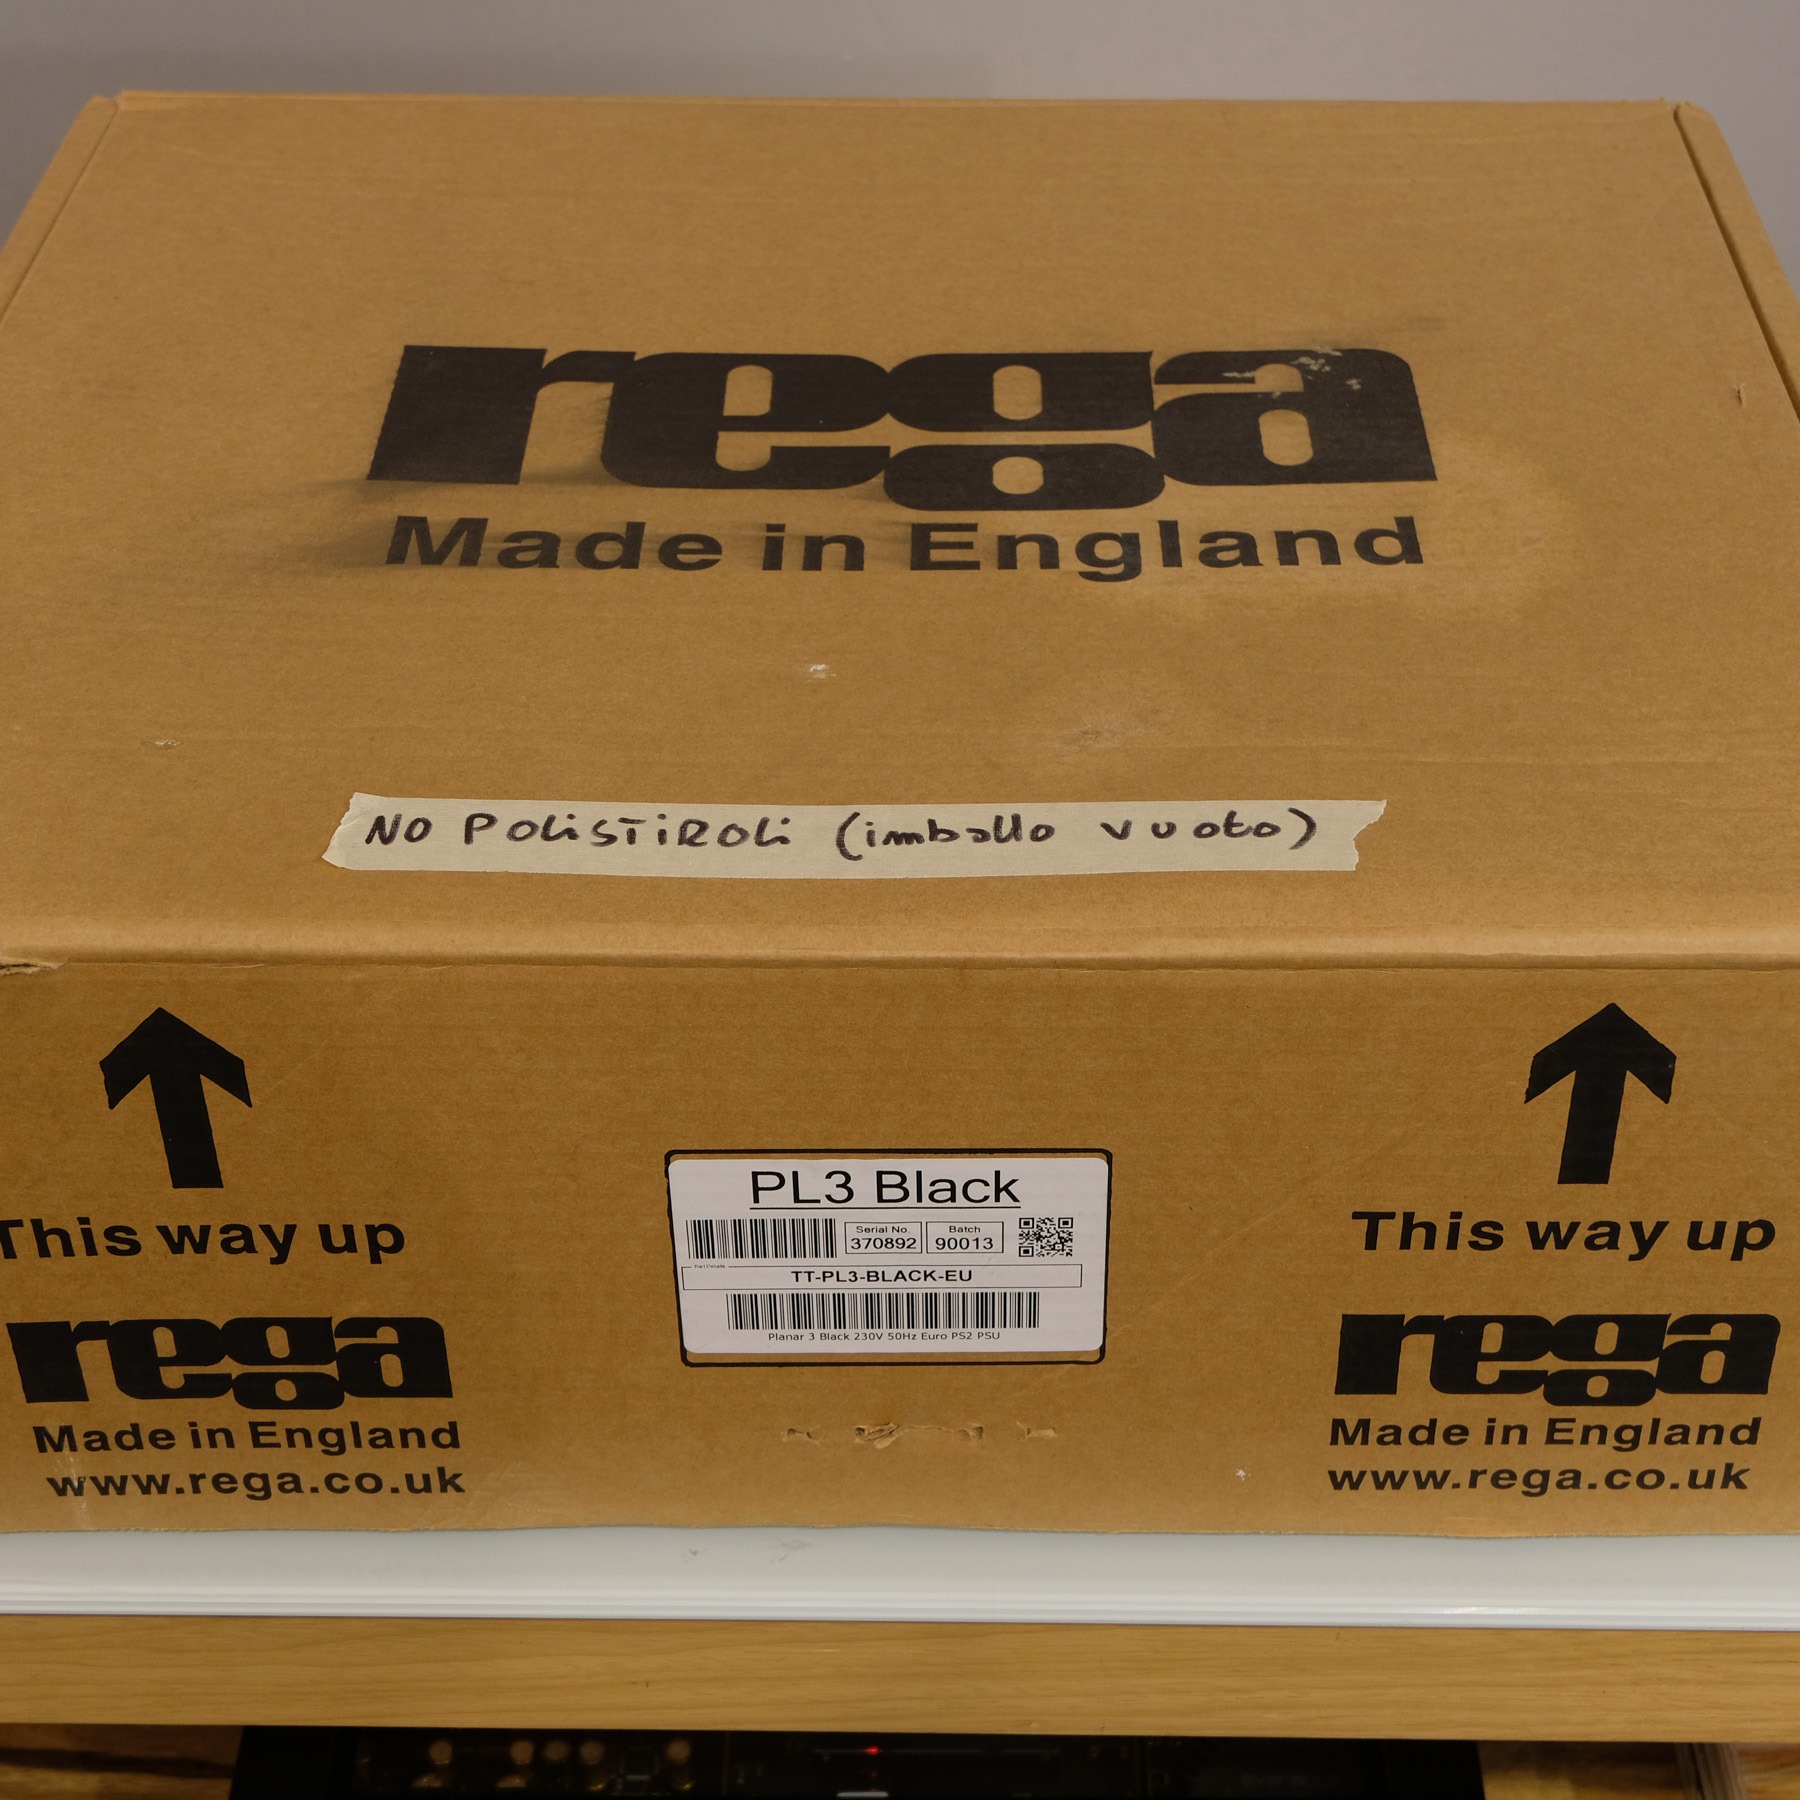 rega
Made in England
NO POLiSTiROLi (imballo vuoto)
This way up
rega
Made in England
www.rega.co.uk
PL3 Black
Serial No.
370892
Batch
90013
Part Details
TT-PL3-BLACK-EU
Planar 3 Black 230V 50Hz Euro PS2 PSU
This way up
rega
Made in England
www.rega.co.uk